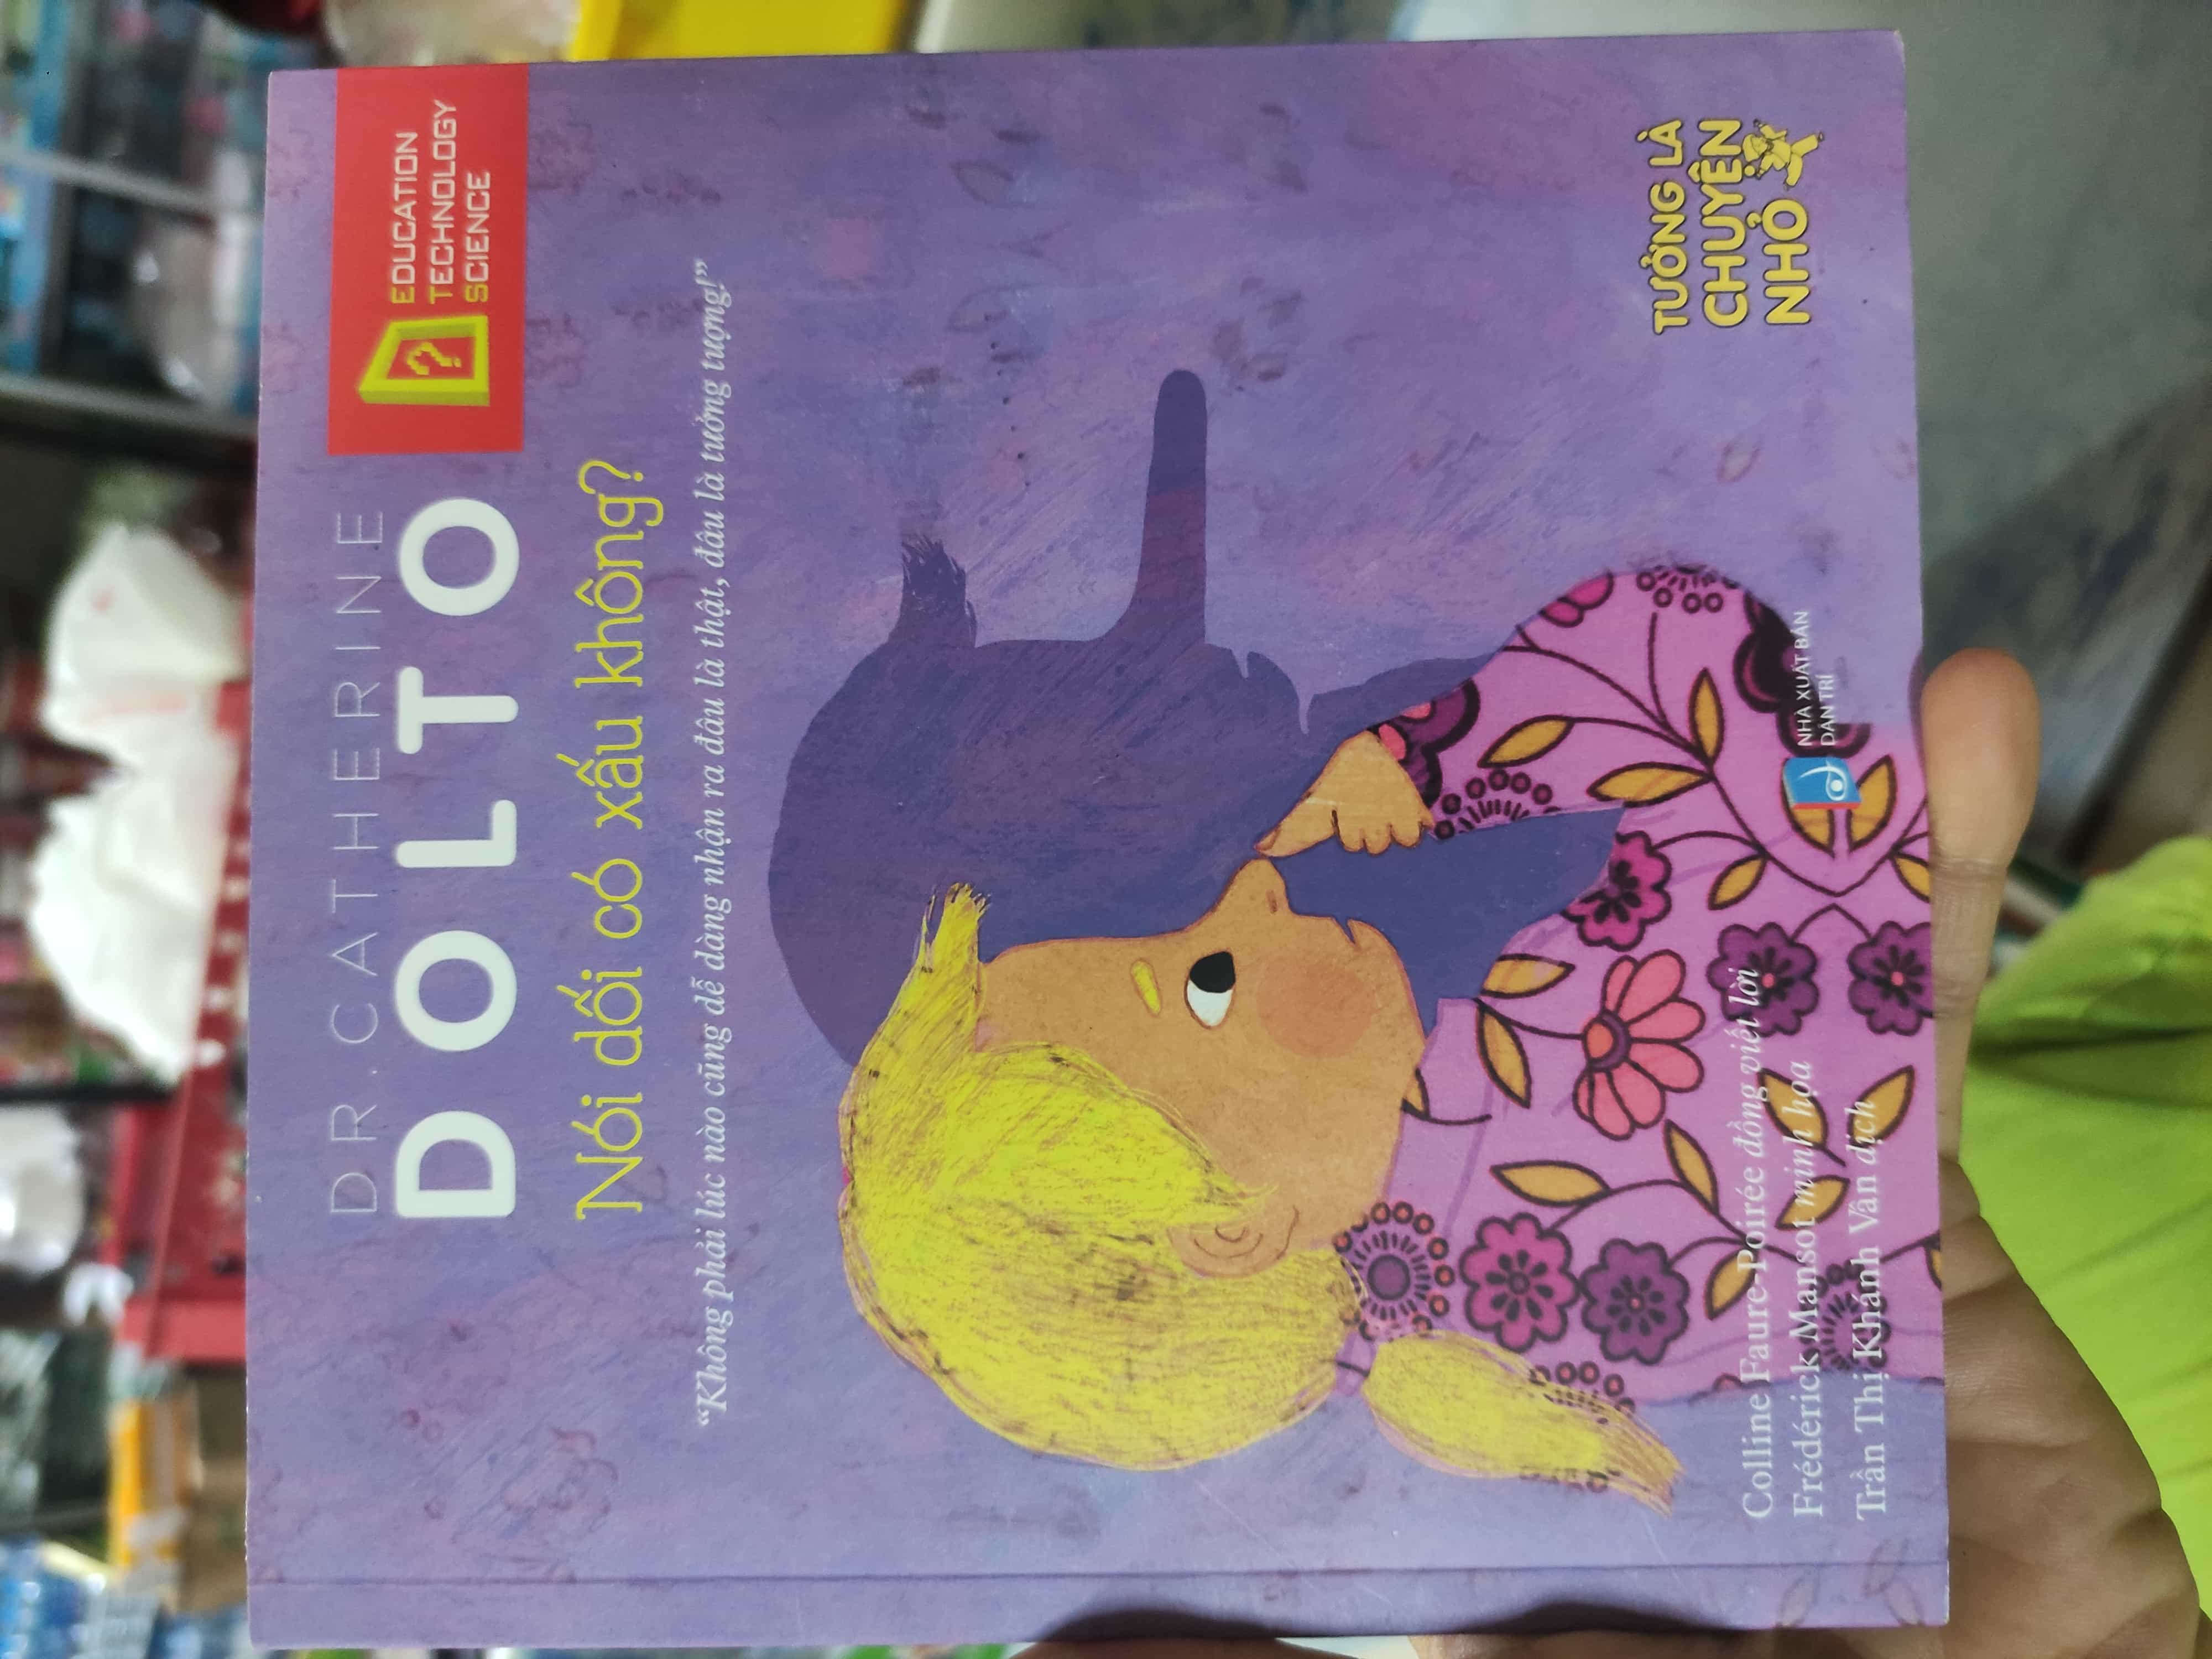 DR. CATHERINE
DOLTO
EDUCATION
TECHNOLOGY
SCIENCE
Nói dối có xấu không?
“Không phải lúc nào cũng dễ dàng nhận ra đâu là thật, đâu là tưởng tượng!”
Colline Faure-Poirée đồng viết lời
Frédérick Mansot minh họa
Trần Thị Khánh Vân dịch
NHÀ XUẤT BẢN
DÂN TRÍ
TƯỞNG LÀ
CHUYỆN
NHỎ